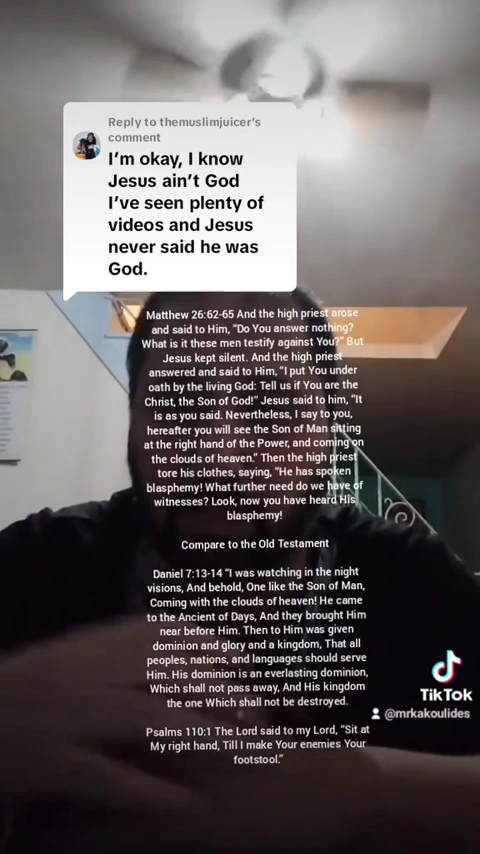 Reply to themuslimjuicer's
comment
I'm okay, I know
Jesus ain't God
I've seen plenty of
videos and Jesus
never said he was
God.
Matthew 26:62-65 And the high priest arose
and said to Him, "Do You answer nothing?
What is it these men testify against You?" But
Jesus kept silent. And the high priest
answered and said to Him, "I put You under
oath by the living God: Tell us if You are the
Christ, the Son of God!" Jesus said to him, "It
is as you said. Nevertheless, I say to you,
hereafter you will see the Son of Man sitting
at the right hand of the Power, and coming on
the clouds of heaven." Then the high priest
tore his clothes, saying, "He has spoken
blasphemy! What further need do we have of
witnesses? Look, now you have heard His
blasphemy!
Compare to the Old Testament
Daniel 7:13-14 "I was watching in the night
visions, And behold, One like the Son of Man,
Coming with the clouds of heaven! He came
to the Ancient of Days, And they brought Him
near before Him. Then to Him was given
dominion and glory and a kingdom, That all
peoples, nations, and languages should serve
Him. His dominion is an everlasting dominion,
Which shall not pass away, And His kingdom
the one Which shall not be destroyed.
Psalms 110:1 The Lord said to my Lord, "Sit at
My right hand, Till I make Your enemies Your
footstool."
TikTok
@mrkakoulides